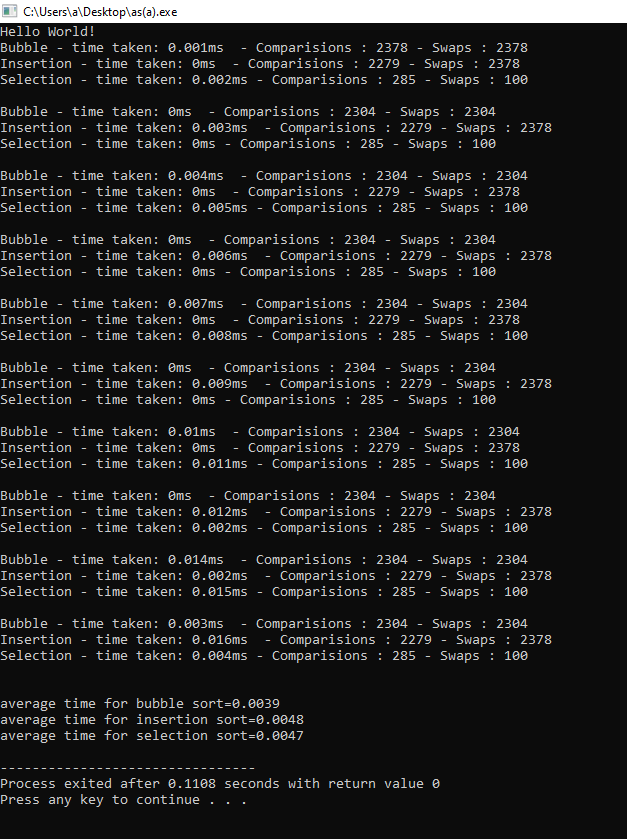 C:\Users\a\Desktop\as(a).exe
Hello World!
Bubble - time taken: 0.001ms  - Comparisions : 2378 - Swaps : 2378
Insertion - time taken: 0ms  - Comparisions : 2279 - Swaps : 2378
Selection - time taken: 0.002ms - Comparisions : 285 - Swaps : 100

Bubble - time taken: 0ms  - Comparisions : 2304 - Swaps : 2304
Insertion - time taken: 0.003ms  - Comparisions : 2279 - Swaps : 2378
Selection - time taken: 0ms - Comparisions : 285 - Swaps : 100

Bubble - time taken: 0.004ms  - Comparisions : 2304 - Swaps : 2304
Insertion - time taken: 0ms  - Comparisions : 2279 - Swaps : 2378
Selection - time taken: 0.005ms - Comparisions : 285 - Swaps : 100

Bubble - time taken: 0ms  - Comparisions : 2304 - Swaps : 2304
Insertion - time taken: 0.006ms  - Comparisions : 2279 - Swaps : 2378
Selection - time taken: 0ms - Comparisions : 285 - Swaps : 100

Bubble - time taken: 0.007ms  - Comparisions : 2304 - Swaps : 2304
Insertion - time taken: 0ms  - Comparisions : 2279 - Swaps : 2378
Selection - time taken: 0.008ms - Comparisions : 285 - Swaps : 100

Bubble - time taken: 0ms  - Comparisions : 2304 - Swaps : 2304
Insertion - time taken: 0.009ms  - Comparisions : 2279 - Swaps : 2378
Selection - time taken: 0ms - Comparisions : 285 - Swaps : 100

Bubble - time taken: 0.01ms  - Comparisions : 2304 - Swaps : 2304
Insertion - time taken: 0ms  - Comparisions : 2279 - Swaps : 2378
Selection - time taken: 0.011ms - Comparisions : 285 - Swaps : 100

Bubble - time taken: 0ms  - Comparisions : 2304 - Swaps : 2304
Insertion - time taken: 0.012ms  - Comparisions : 2279 - Swaps : 2378
Selection - time taken: 0.002ms - Comparisions : 285 - Swaps : 100

Bubble - time taken: 0.014ms  - Comparisions : 2304 - Swaps : 2304
Insertion - time taken: 0.002ms  - Comparisions : 2279 - Swaps : 2378
Selection - time taken: 0.015ms - Comparisions : 285 - Swaps : 100

Bubble - time taken: 0.003ms  - Comparisions : 2304 - Swaps : 2304
Insertion - time taken: 0.016ms  - Comparisions : 2279 - Swaps : 2378
Selection - time taken: 0.004ms - Comparisions : 285 - Swaps : 100

average time for bubble sort=0.0039
average time for insertion sort=0.0048
average time for selection sort=0.0047

--------------------------------
Process exited after 0.1108 seconds with return value 0
Press any key to continue . . .